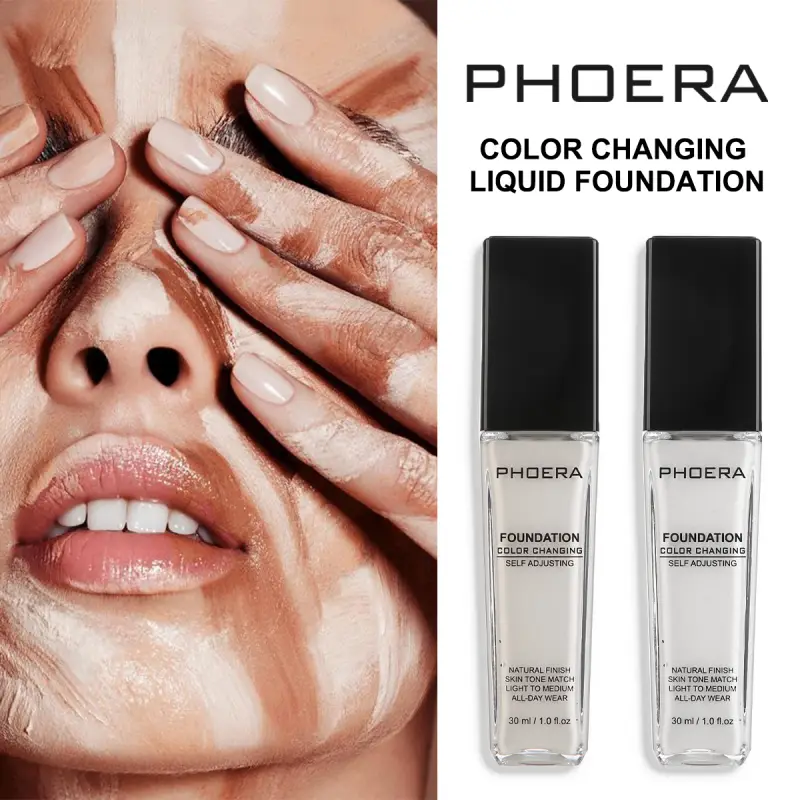 PHOERA
COLOR CHANGING
LIQUID FOUNDATION
PHOERA
FOUNDATION
COLOR CHANGING
SELF ADJUSTING
NATURAL FINISH
SKIN TONE MATCH
LIGHT TO MEDIUM
ALL-DAY WEAR
30 ml / 1.0 fl.oz
PHOERA
FOUNDATION
COLOR CHANGING
SELF ADJUSTING
NATURAL FINISH
SKIN TONE MATCH
LIGHT TO MEDIUM
ALL-DAY WEAR
30 ml / 1.0 fl.oz